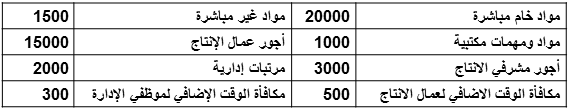 مواد خام مباشرة 20000 مواد غير مباشرة 1500
مواد ومهمات مكتبية 1000 أجور عمال الإنتاج 15000
أجور مشرفي الانتاج 3000 مرتبات إدارية 2000
مكافأة الوقت الاضافي لعمال الانتاج 500 مكافأة الوقت الإضافي لموظفي الإدارة 300